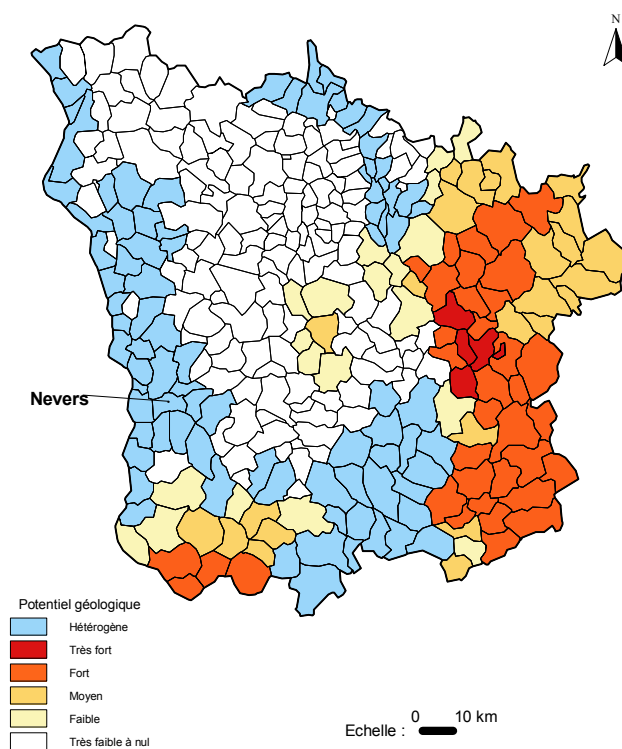 N
Nevers
Potentiel géologique
Hétérogène
Très fort
Fort
Moyen
Faible
Très faible à nul
Echelle : 0 10 km